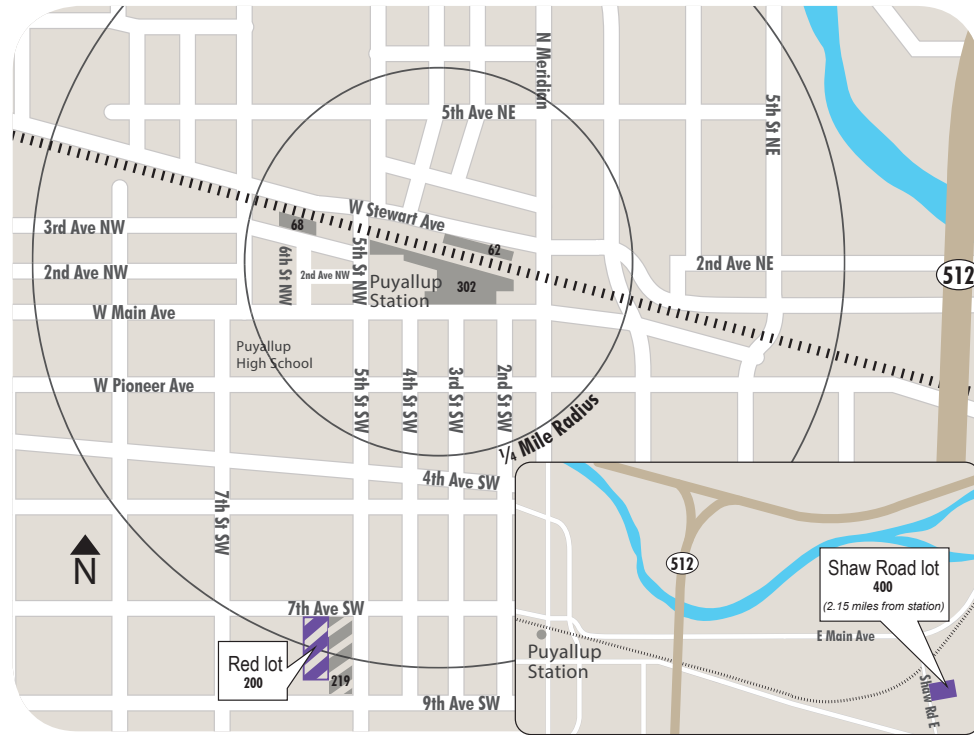 N Meridian
5th Ave NE
5th St NE
W Stewart Ave
68
3rd Ave NW
62
6th St NW
5th St NW
2nd Ave NE
2nd Ave NW
2nd Ave NW
512
Puyallup
Station
302
W Main Ave
Puyallup
High School
W Pioneer Ave
5th St SW
4th St SW
3rd St SW
2nd St SW
1/4 Mile Radius
4th Ave SW
7th St SW
N
7th Ave SW
Red lot
200
219
9th Ave SW
512
Shaw Road lot
400
(2.15 miles from station)
E Main Ave
Puyallup
Station
Shaw Rd E